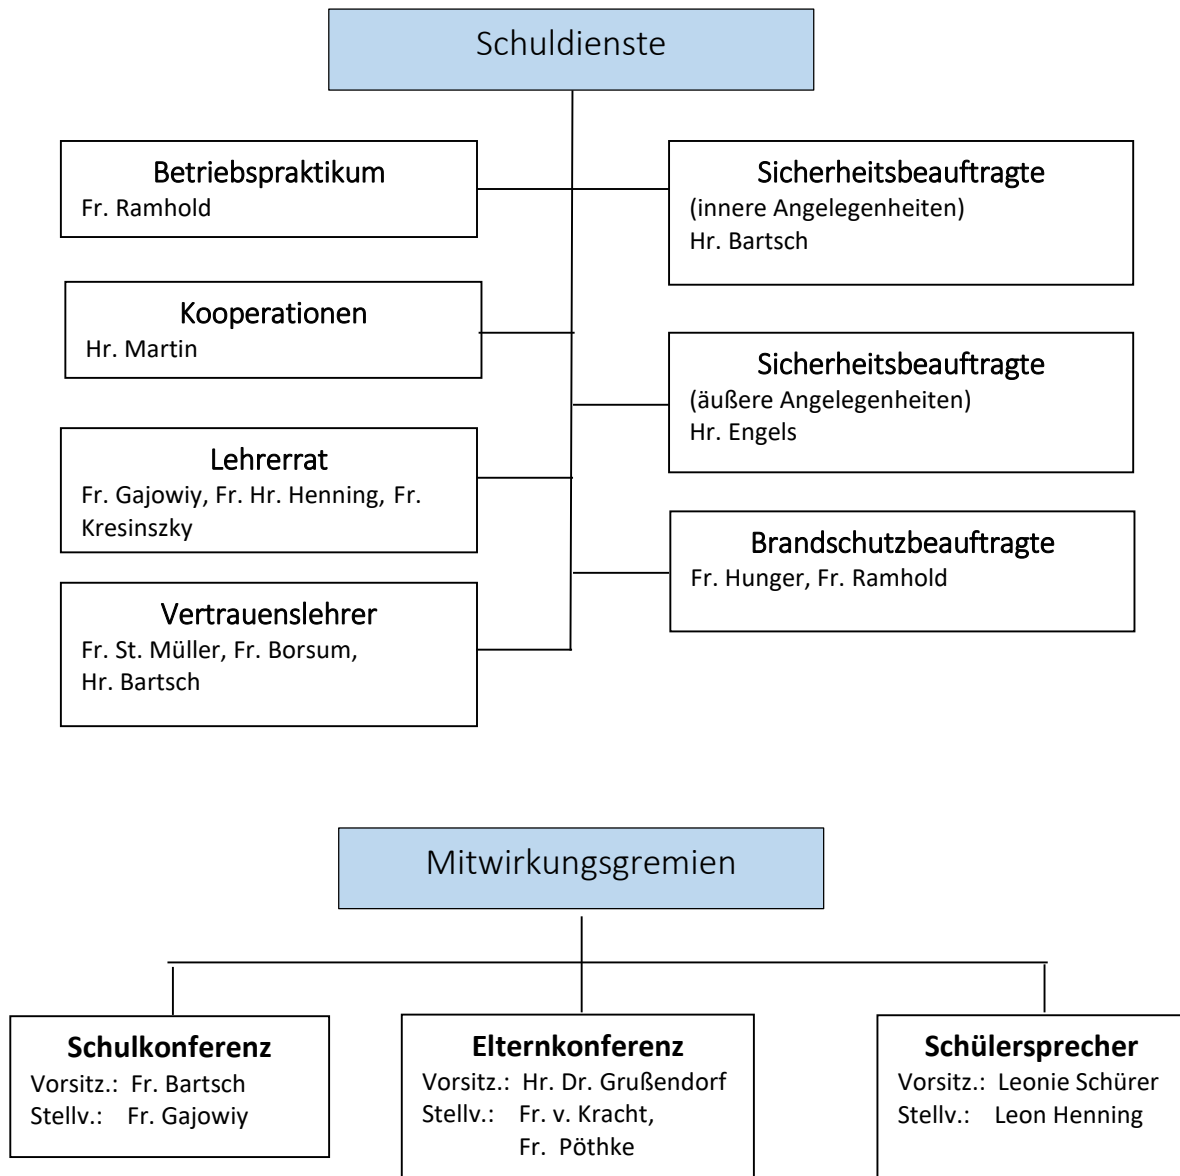 Schuldienste
Betriebspraktikum
Fr. Ramhold
Sicherheitsbeauftragte
(innere Angelegenheiten)
Hr. Bartsch
Kooperationen
Hr. Martin
Sicherheitsbeauftragte
(äußere Angelegenheiten)
Hr. Engels
Lehrerrat
Fr. Gajowiy, Fr. Hr. Henning, Fr.
Kresinszky
Brandschutzbeauftragte
Fr. Hunger, Fr. Ramhold
Vertrauenslehrer
Fr. St. Müller, Fr. Borsum,
Hr. Bartsch
Mitwirkungsgremien
Schulkonferenz
Vorsitz.: Fr. Bartsch
Stellv.: Fr. Gajowiy
Elternkonferenz
Vorsitz.: Hr. Dr. Grußendorf
Stellv.: Fr. v. Kracht,
Fr. Pöthke
Schülersprecher
Vorsitz.: Leonie Schürer
Stellv.: Leon Henning